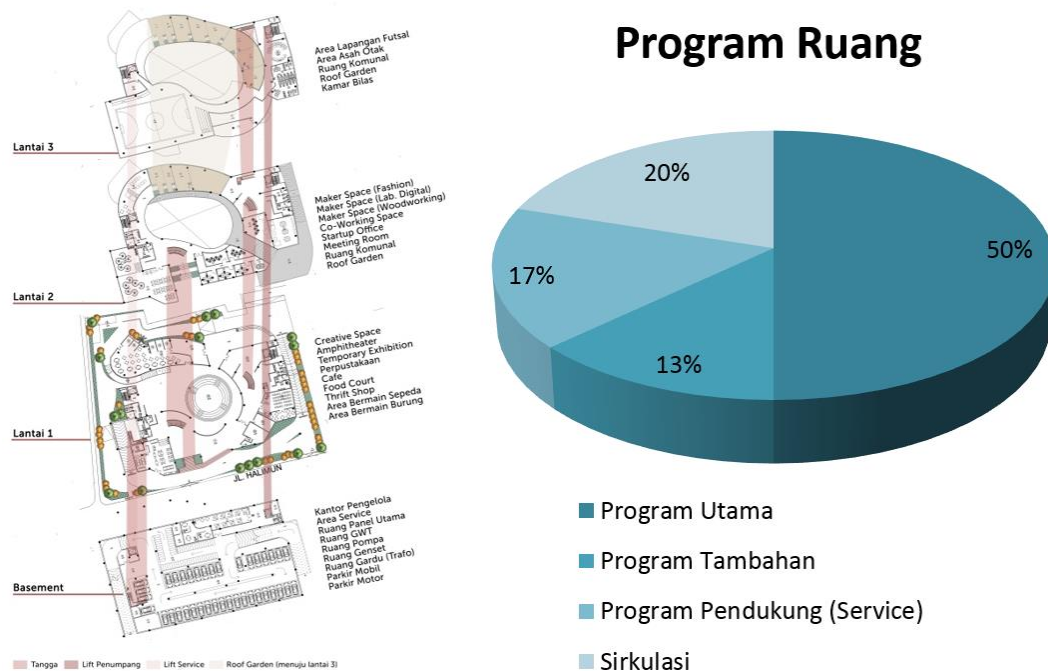 Area Lapangan Futsal
Area Asah Otak
Ruang Komunal
Roof Garden
Kamar Bilas
Lantai 3
Maker Space (Fashion)
Maker Space (Lab. Digital)
Maker Space (Woodworking)
Co-Working Space
Startup Office
Meeting Room
Ruang Komunal
Roof Garden
Lantai 2
Creative Space
Amphitheater
Temporary Exhibition
Perpustakaan
Cafe
Food Court
Thrift Shop
Area Bermain Sepeda
Area Bermain Burung
Lantai 1
JL. HALIMUN
Kantor Pengelola
Area Service
Ruang Panel Utama
Ruang GWT
Ruang Pompa
Ruang Genset
Ruang Gardu (Trafo)
Parkir Mobil
Parkir Motor
Basement
Tangga
Lift Penumpang
Lift Service
Roof Garden (menuju lantai 3)
Program Ruang
20%
50%
17%
13%
Program Utama
Program Tambahan
Program Pendukung (Service)
Sirkulasi